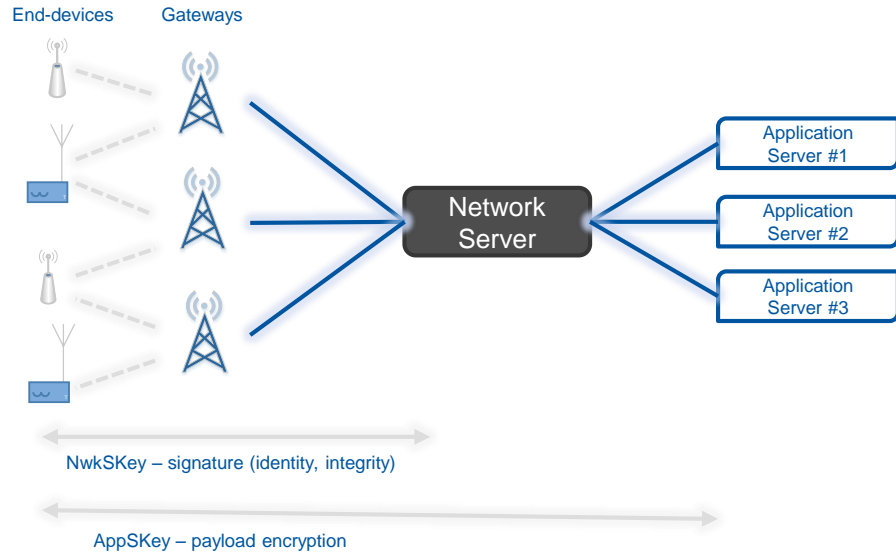 End-devices
Gateways
Application
Server #1
Network
Server
Application
Server #2
Application
Server #3
NwkSKey – signature (identity, integrity)
AppSKey – payload encryption